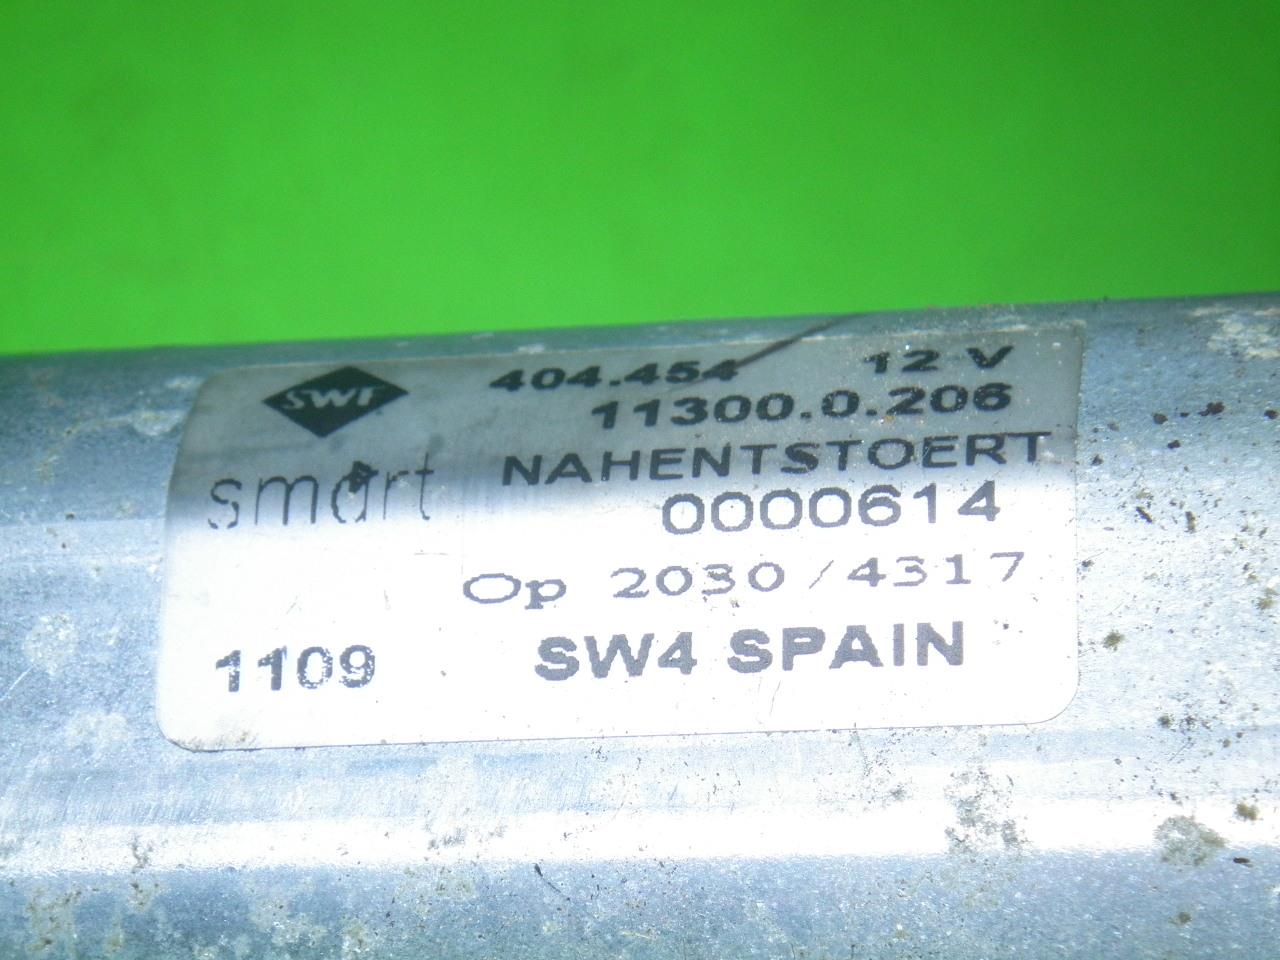 SWF 404.454 12 V
11300.0.206
smart NAHENTSTOERT
0000614
Op 2030/4317
1109 SW4 SPAIN